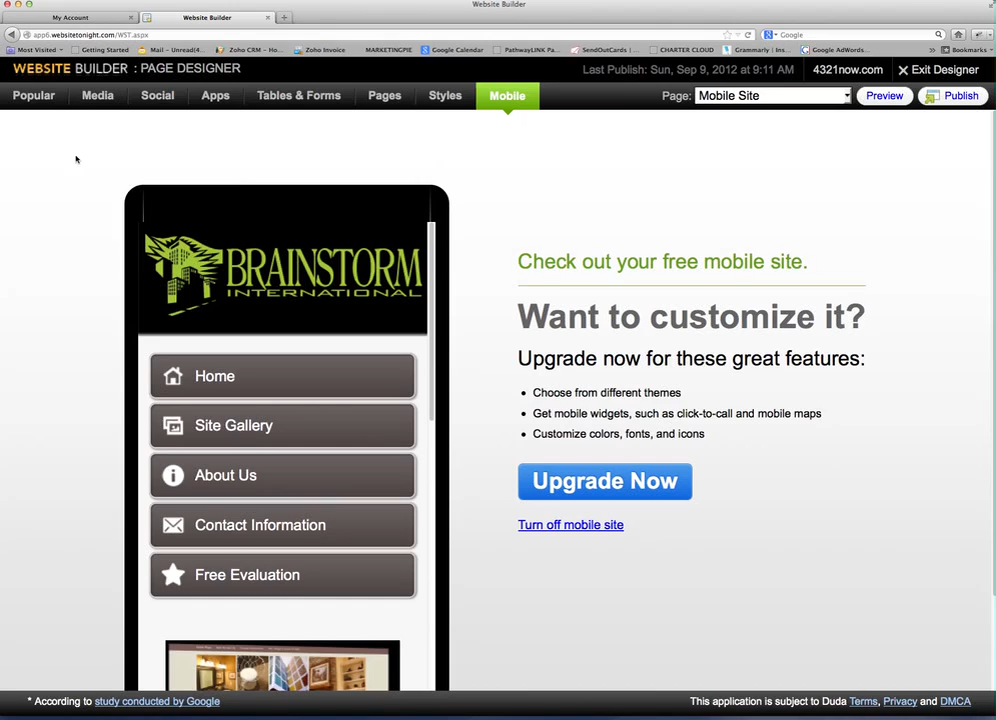 Website Builder
My Account
Website Builder
app6.websitetonight.com/WST.aspx
Google
Most Visited
Getting Started
Mail – Unread(4...
Zoho CRM - Ho...
Zoho Invoice
MARKETINGPIE
Google Calendar
PathwayLINK Pa...
SendOutCards | ...
CHARTER CLOUD
Grammarly | Ins...
Google AdWords...
Bookmarks
WEBSITE BUILDER : PAGE DESIGNER
Last Publish: Sun, Sep 9, 2012 at 9:11 AM
4321now.com
Exit Designer
Popular
Media
Social
Apps
Tables & Forms
Pages
Styles
Mobile
Page:
Mobile Site
Preview
Publish
BRAINSTORM
INTERNATIONAL
Home
Site Gallery
About Us
Contact Information
Free Evaluation
Check out your free mobile site.
Want to customize it?
Upgrade now for these great features:
• Choose from different themes
• Get mobile widgets, such as click-to-call and mobile maps
• Customize colors, fonts, and icons
Upgrade Now
Turn off mobile site
* According to study conducted by Google
This application is subject to Duda Terms, Privacy and DMCA